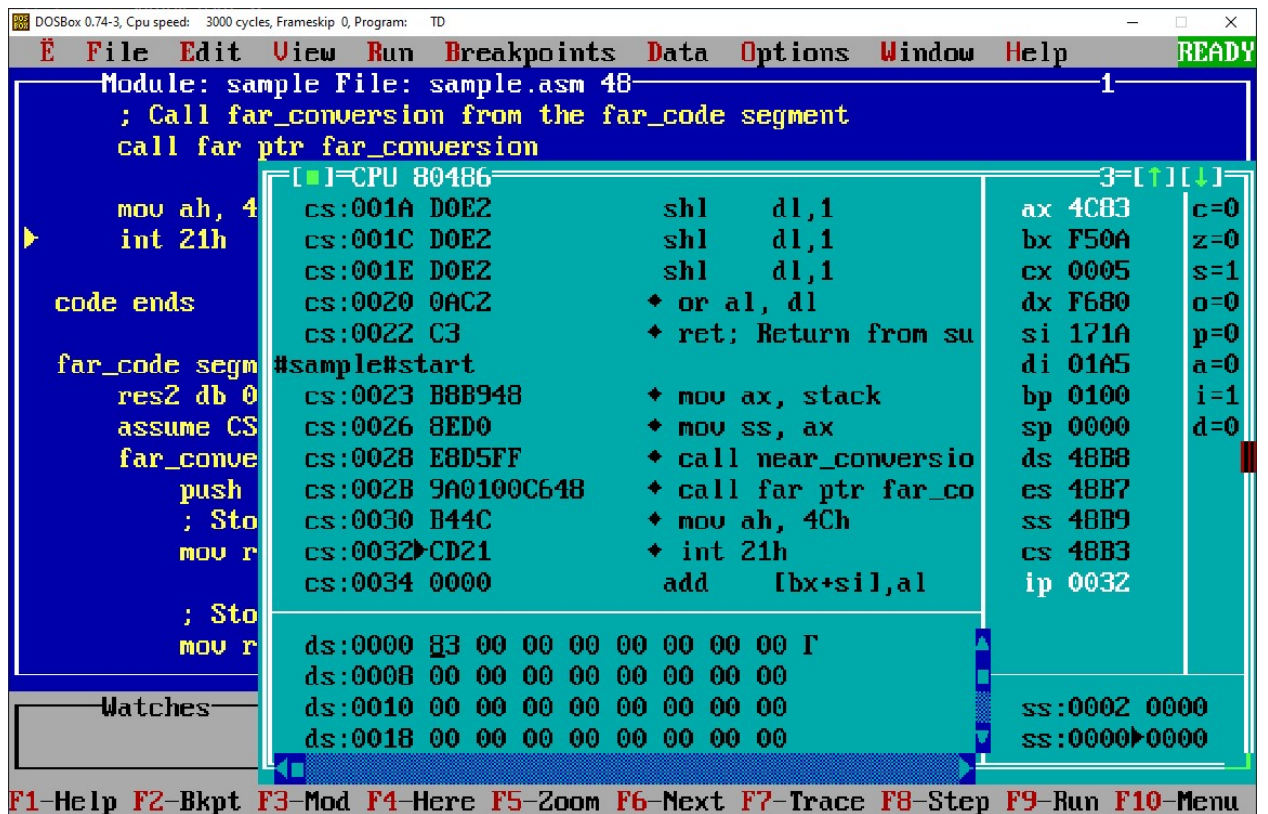 DOSBox 0.74-3, Cpu speed: 3000 cycles, Frameskip 0, Program: TD
Ë File Edit View Run Breakpoints Data Options Window Help READY
Module: sample File: sample.asm 48 1
; Call far_conversion from the far_code segment
call far ptr far_conversion
mov ah, 4
int 21h
code ends
far_code segm
res2 db 0
assume CS
far_conve
push
; Sto
mov r
; Sto
mov r
[■]=CPU 80486 3=[↑][↓]
cs:001A D0E2 shl dl,1
cs:001C D0E2 shl dl,1
cs:001E D0E2 shl dl,1
cs:0020 0AC2 ♦ or al, dl
cs:0022 C3 ♦ ret; Return from su
#sample#start
cs:0023 B8B948 ♦ mov ax, stack
cs:0026 8ED0 ♦ mov ss, ax
cs:0028 E8D5FF ♦ call near_conversio
cs:002B 9A0100C648 ♦ call far ptr far_co
cs:0030 B44C ♦ mov ah, 4Ch
cs:0032►CD21 ♦ int 21h
cs:0034 0000 add [bx+si],al
ax 4C83 c=0
bx F50A z=0
cx 0005 s=1
dx F680 o=0
si 171A p=0
di 01A5 a=0
bp 0100 i=1
sp 0000 d=0
ds 48B8
es 48B7
ss 48B9
cs 48B3
ip 0032
ds:0000 83 00 00 00 00 00 00 00 Γ
ds:0008 00 00 00 00 00 00 00 00
ds:0010 00 00 00 00 00 00 00 00
ds:0018 00 00 00 00 00 00 00 00
ss:0002 0000
ss:0000►0000
Watches
F1-Help F2-Bkpt F3-Mod F4-Here F5-Zoom F6-Next F7-Trace F8-Step F9-Run F10-Menu